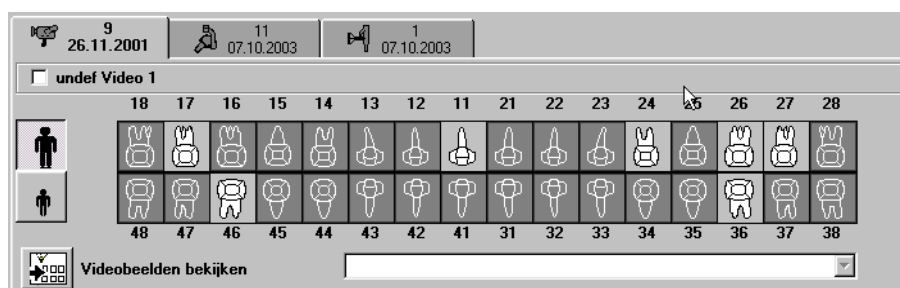 9
26.11.2001
11
07.10.2003
1
07.10.2003
undef Video 1
18 17 16 15 14 13 12 11 21 22 23 24 25 26 27 28
48 47 46 45 44 43 42 41 31 32 33 34 35 36 37 38
Videobeelden bekijken